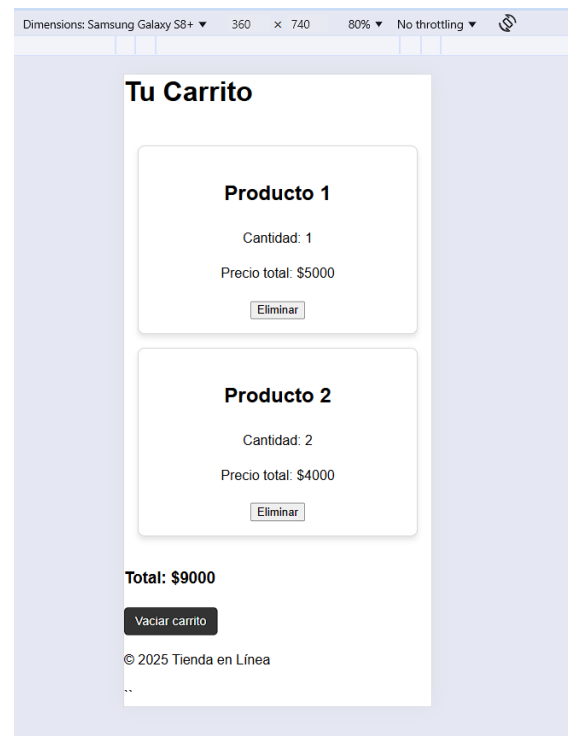 Dimensions: Samsung Galaxy S8+ ▼ 360 × 740 80% ▼ No throttling ▼
Tu Carrito
Producto 1
Cantidad: 1
Precio total: $5000
Eliminar
Producto 2
Cantidad: 2
Precio total: $4000
Eliminar
Total: $9000
Vaciar carrito
© 2025 Tienda en Línea
``